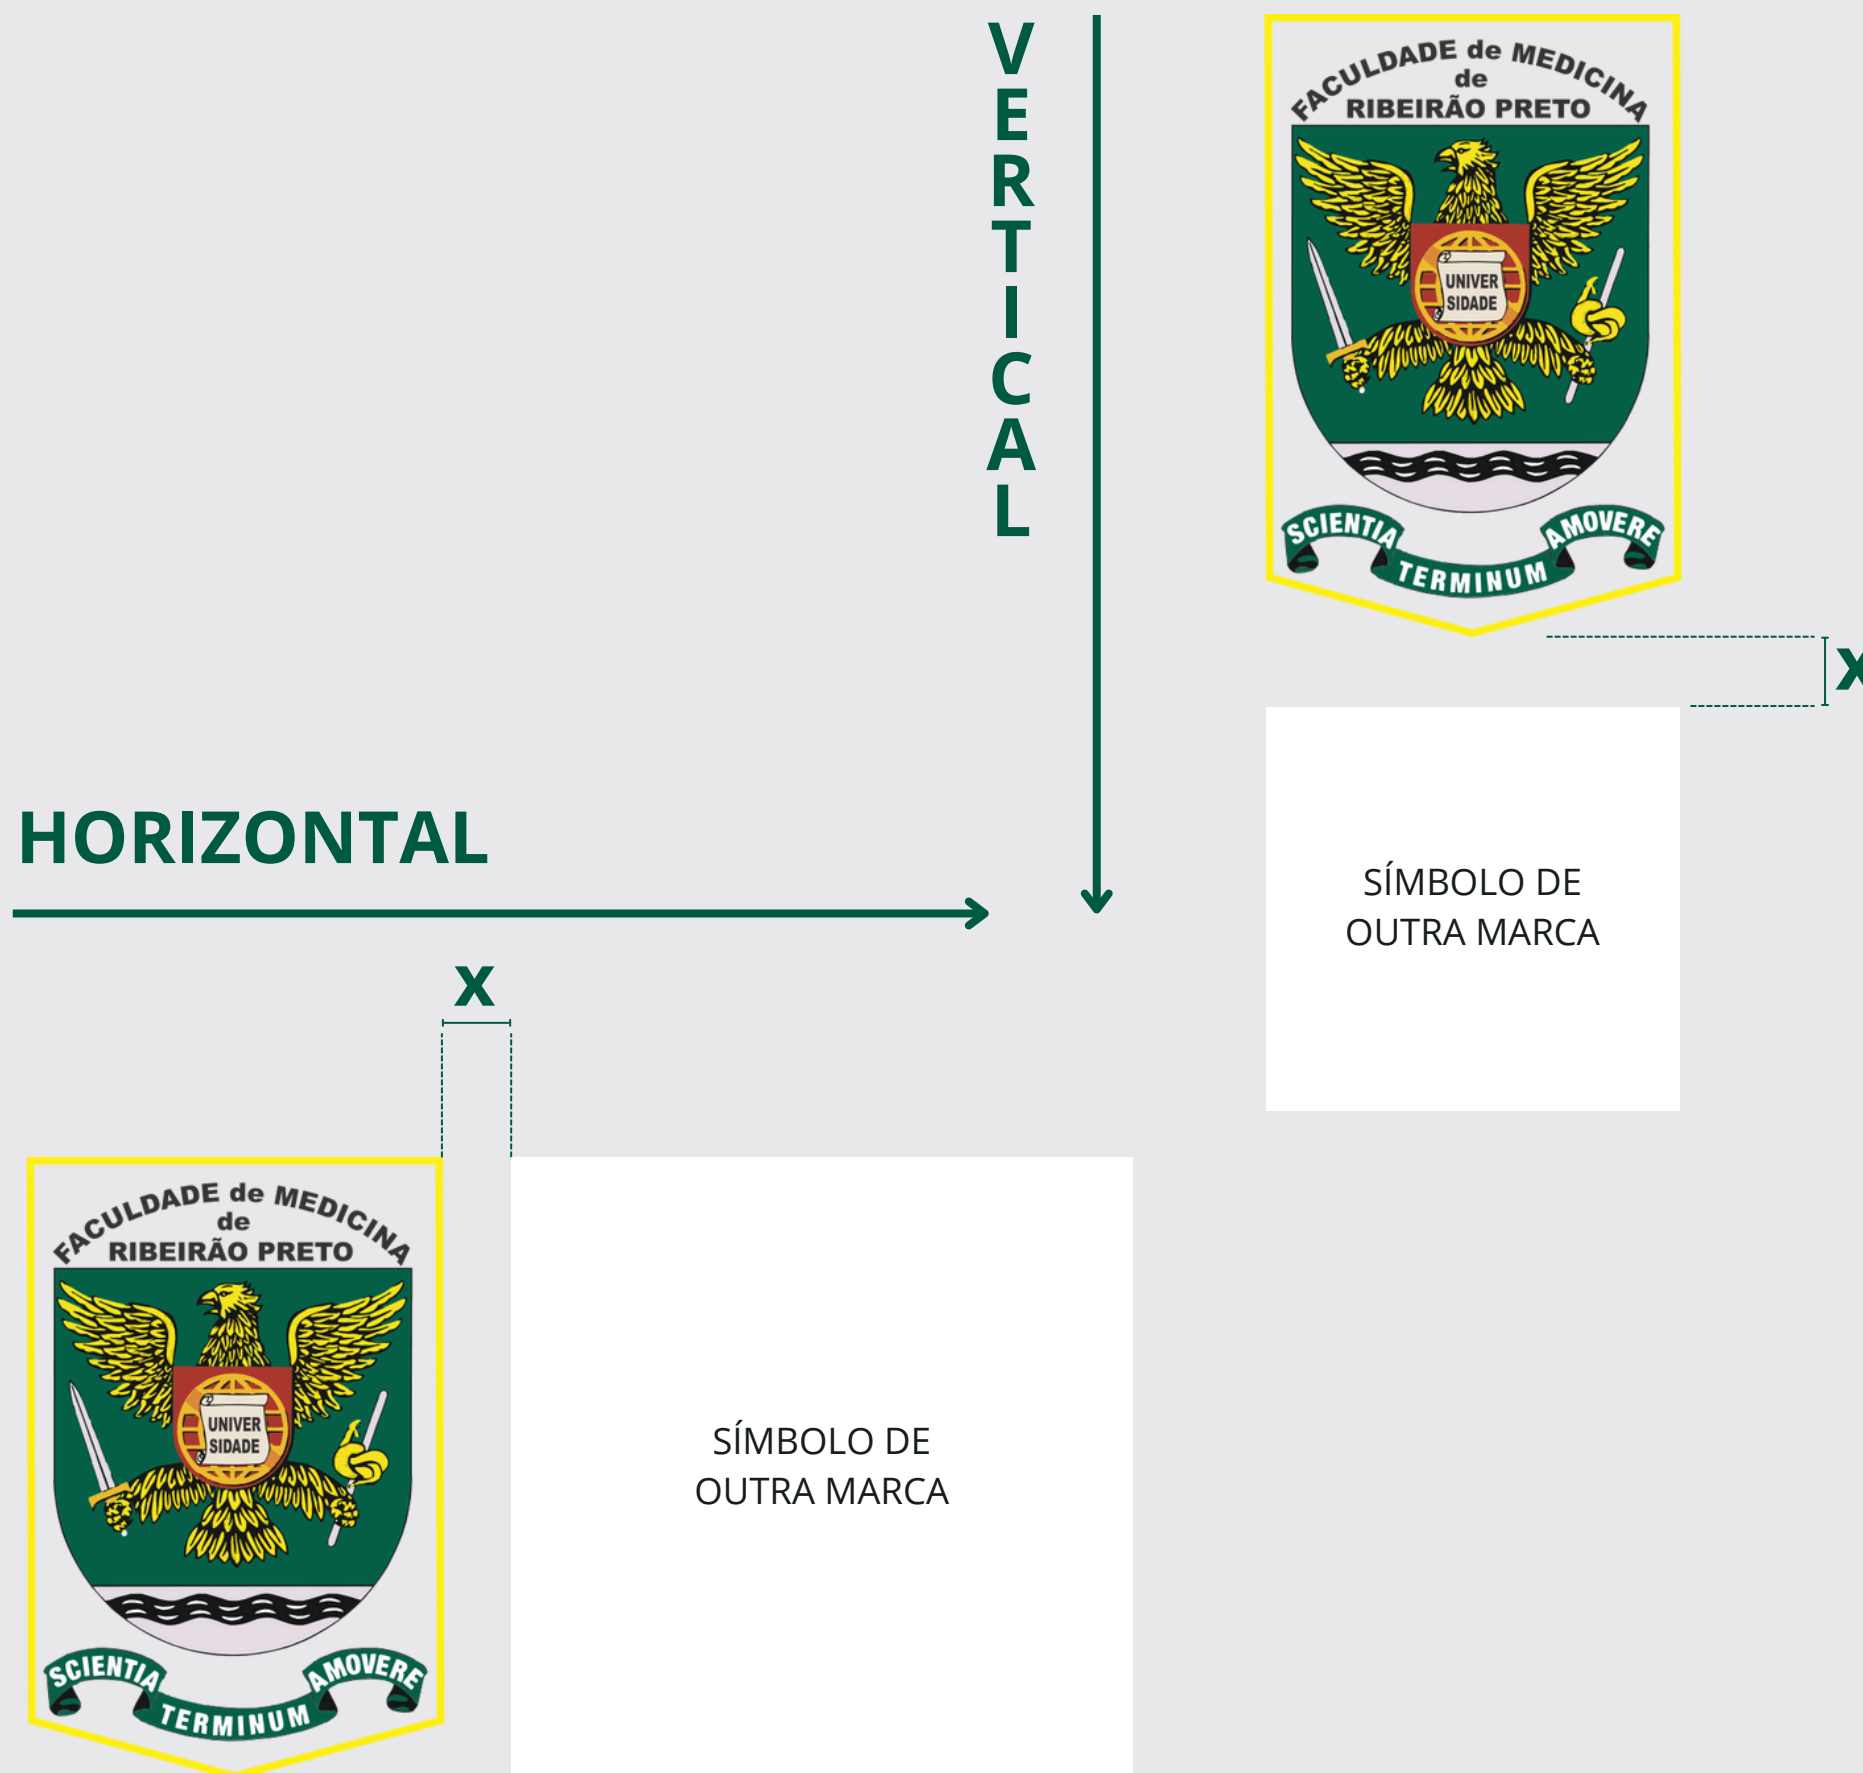 VERTICAL
FACULDADE de MEDICINA
de
RIBEIRÃO PRETO
UNIVER
SIDADE
SCIENTIA
AMOVERE
TERMINUM
X
SÍMBOLO DE
OUTRA MARCA
HORIZONTAL
X
FACULDADE de MEDICINA
de
RIBEIRÃO PRETO
UNIVER
SIDADE
SCIENTIA
AMOVERE
TERMINUM
SÍMBOLO DE
OUTRA MARCA